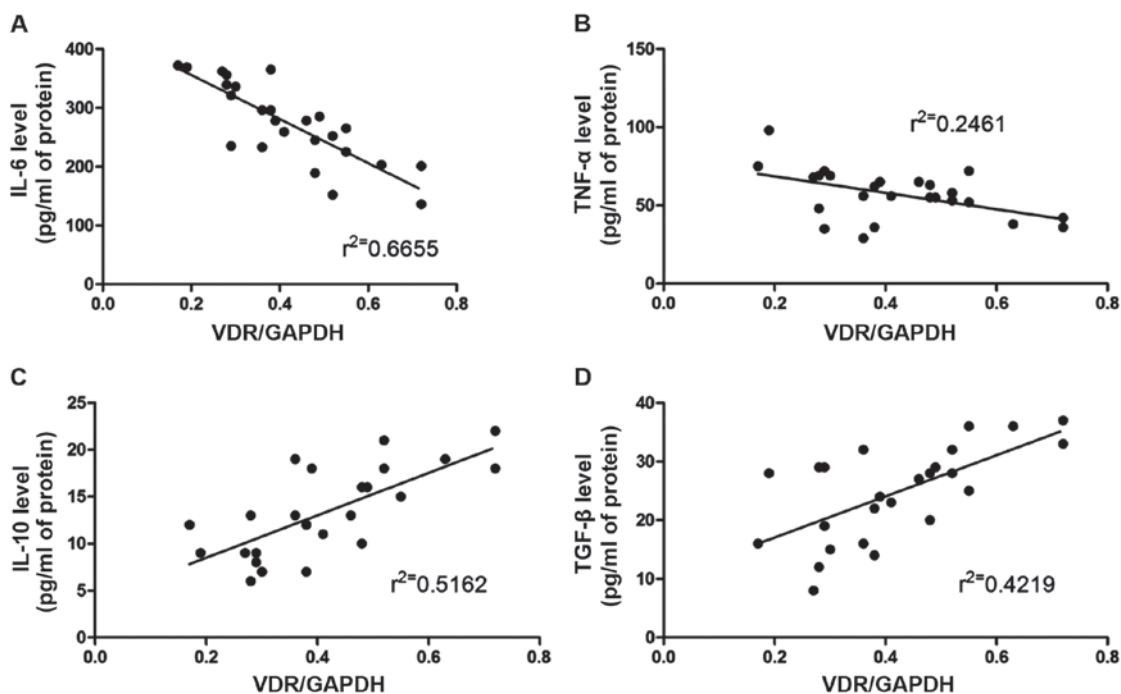 A
IL-6 level
(pg/ml of protein)
400
300
200
100
0
r²=0.6655
0.0 0.2 0.4 0.6 0.8
VDR/GAPDH
B
TNF-α level
(pg/ml of protein)
150
100
50
0
r²=0.2461
0.0 0.2 0.4 0.6 0.8
VDR/GAPDH
C
IL-10 level
(pg/ml of protein)
25
20
15
10
5
0
r²=0.5162
0.0 0.2 0.4 0.6 0.8
VDR/GAPDH
D
TGF-β level
(pg/ml of protein)
40
30
20
10
0
r²=0.4219
0.0 0.2 0.4 0.6 0.8
VDR/GAPDH